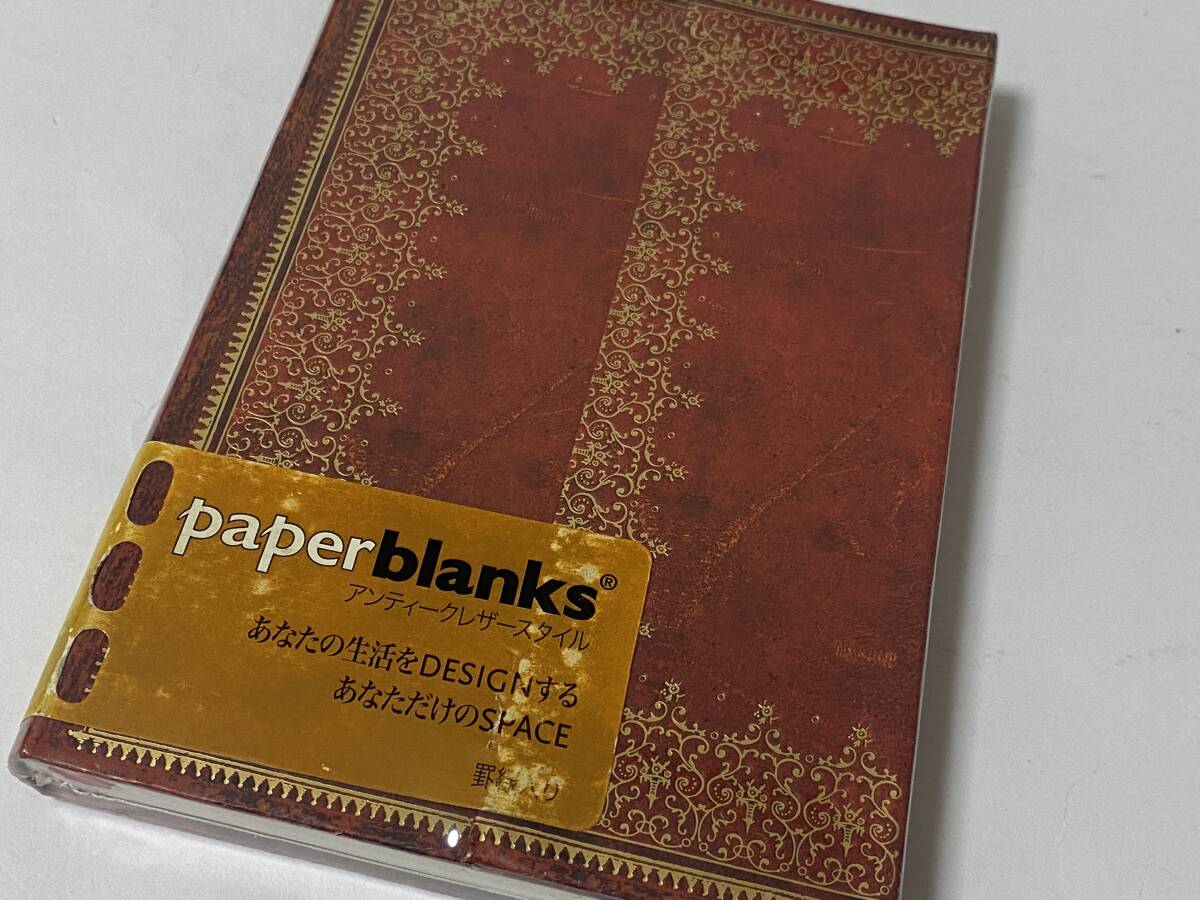 paperblanks®
アンティークレザースタイル
あなたの生活をDESIGNする
あなただけのSPACE
罫線入り